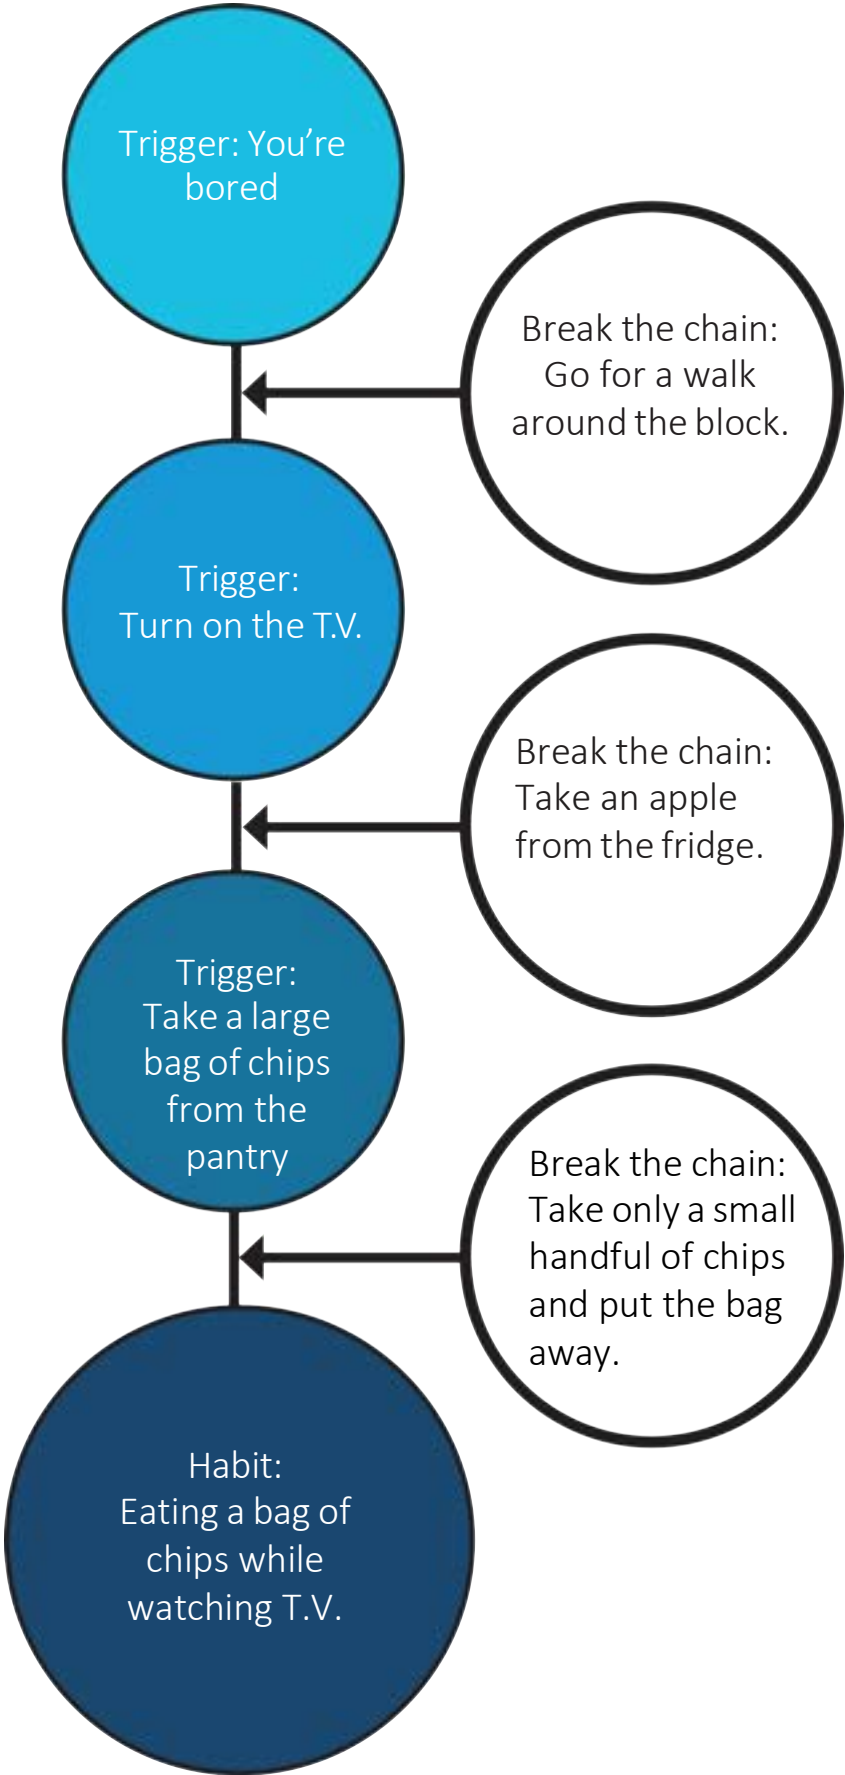 Trigger: You’re
bored
Break the chain:
Go for a walk
around the block.
Trigger:
Turn on the T.V.
Break the chain:
Take an apple
from the fridge.
Trigger:
Take a large
bag of chips
from the
pantry
Break the chain:
Take only a small
handful of chips
and put the bag
away.
Habit:
Eating a bag of
chips while
watching T.V.